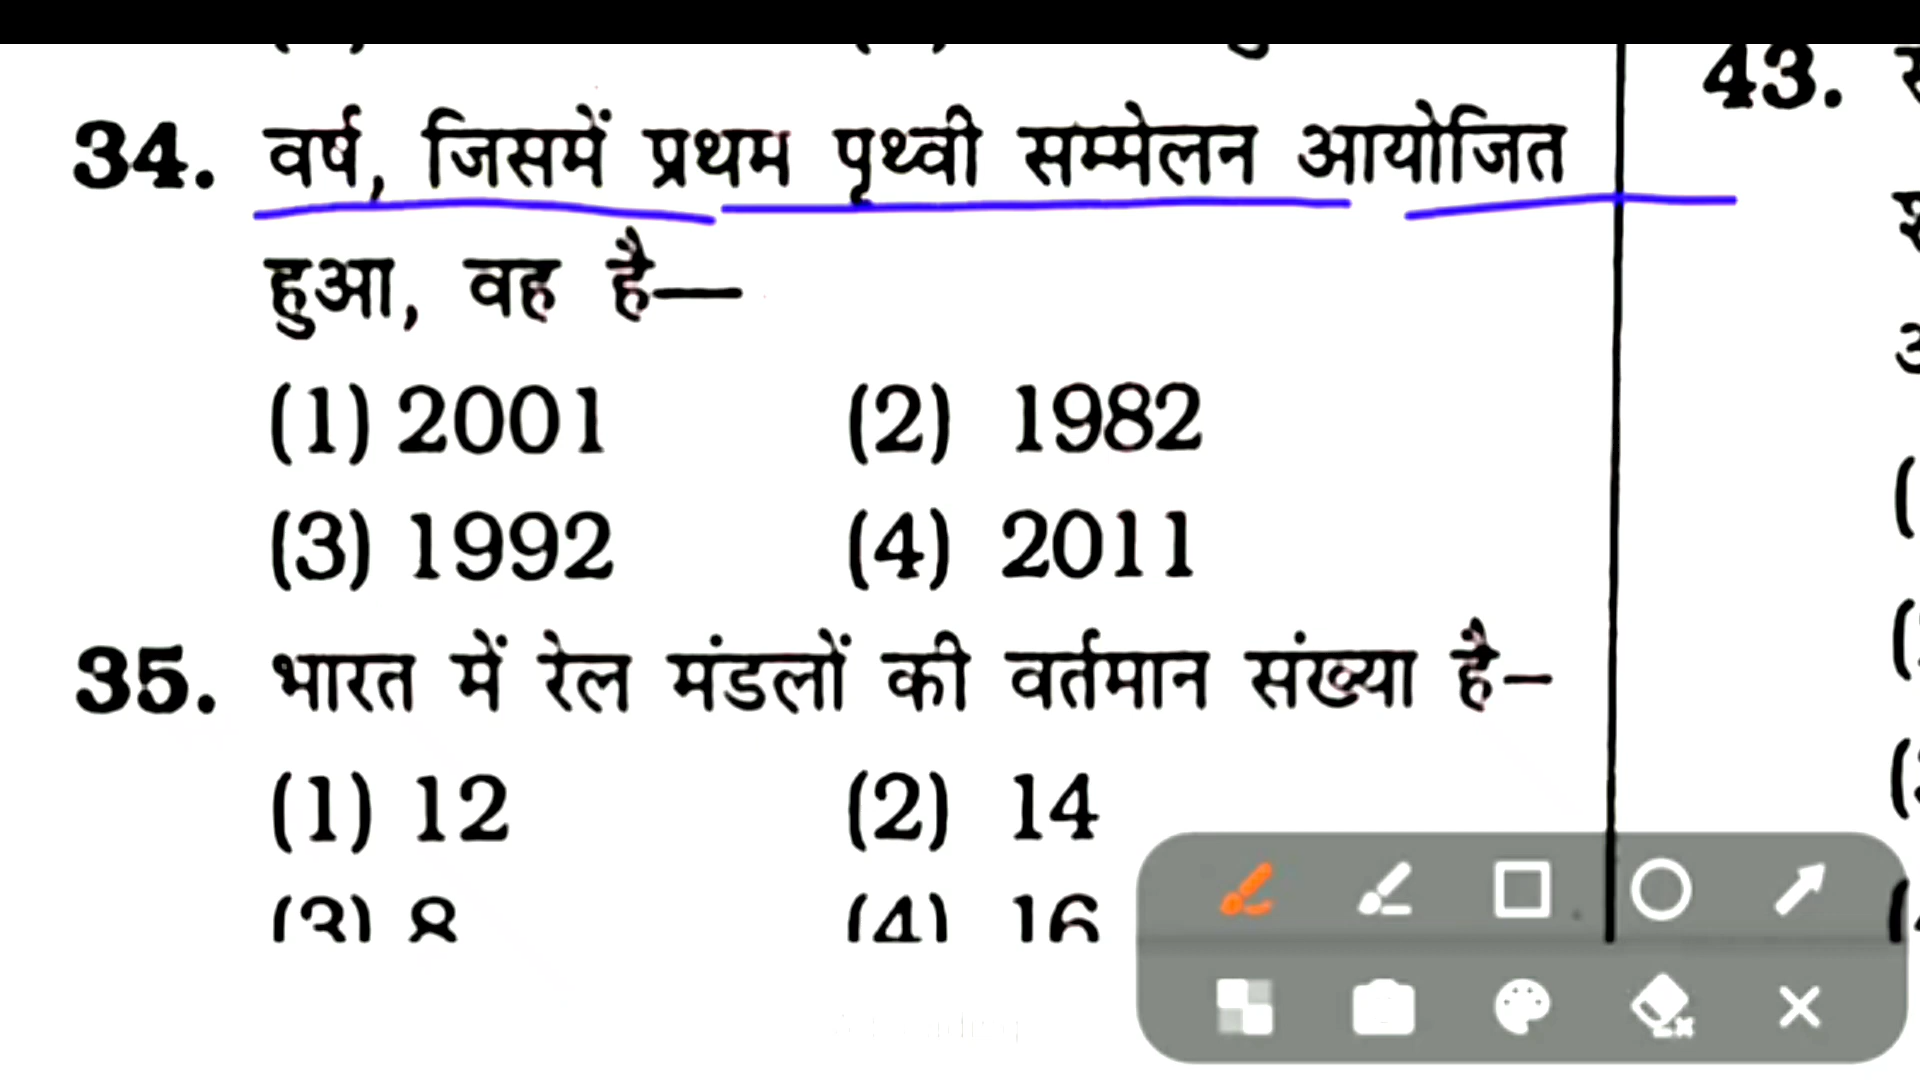 34. वर्ष, जिसमें प्रथम पृथ्वी सम्मेलन आयोजित
हुआ, वह है—
(1) 2001 (2) 1982
(3) 1992 (4) 2011
35. भारत में रेल मंडलों की वर्तमान संख्या है–
(1) 12 (2) 14
(3) 8 (4) 16
43.